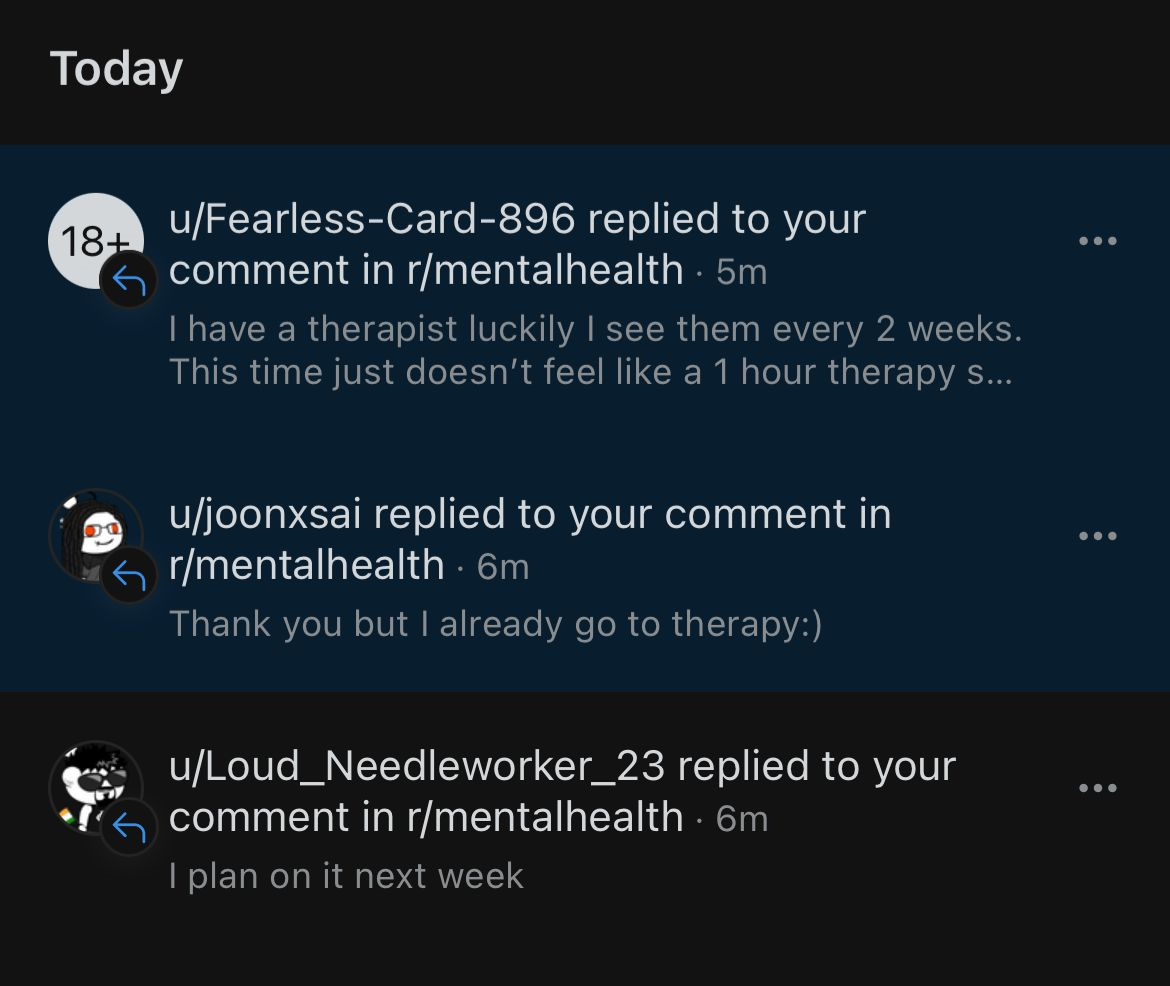 Today
18+
u/Fearless-Card-896 replied to your
comment in r/mentalhealth · 5m
I have a therapist luckily I see them every 2 weeks.
This time just doesn’t feel like a 1 hour therapy s...
u/joonxsai replied to your comment in
r/mentalhealth · 6m
Thank you but I already go to therapy:)
u/Loud_Needleworker_23 replied to your
comment in r/mentalhealth · 6m
I plan on it next week